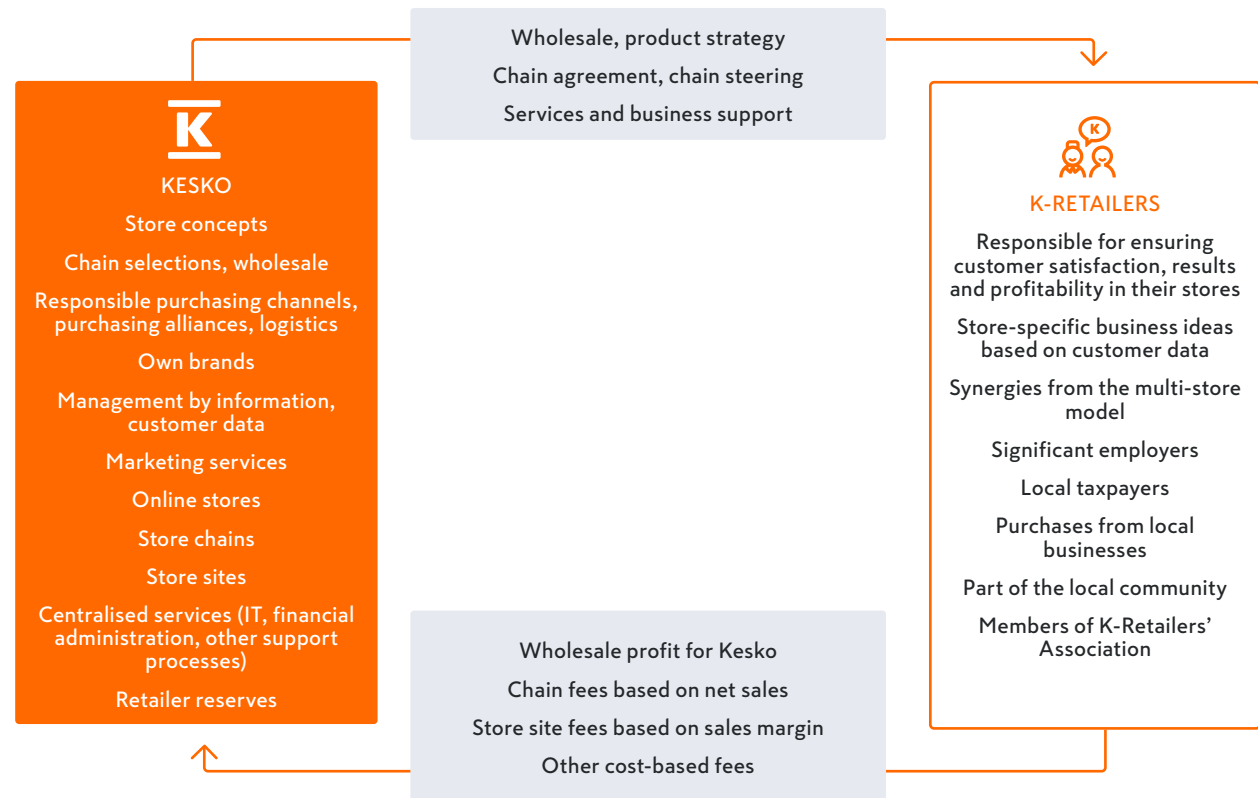 Wholesale, product strategy
Chain agreement, chain steering
Services and business support
K
KESKO
Store concepts
Chain selections, wholesale
Responsible purchasing channels,
purchasing alliances, logistics
Own brands
Management by information,
customer data
Marketing services
Online stores
Store chains
Store sites
Centralised services (IT, financial
administration, other support
processes)
Retailer reserves
K
K-RETAILERS
Responsible for ensuring
customer satisfaction, results
and profitability in their stores
Store-specific business ideas
based on customer data
Synergies from the multi-store
model
Significant employers
Local taxpayers
Purchases from local
businesses
Part of the local community
Members of K-Retailers’
Association
Wholesale profit for Kesko
Chain fees based on net sales
Store site fees based on sales margin
Other cost-based fees